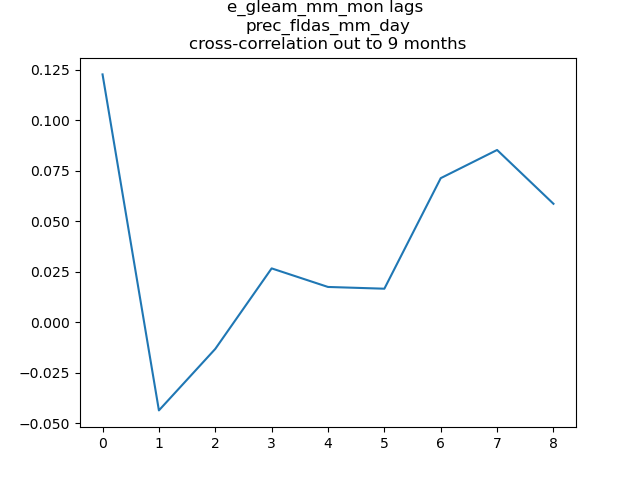 e_gleam_mm_mon lags
prec_fldas_mm_day
cross-correlation out to 9 months
0.125
0.100
0.075
0.050
0.025
0.000
−0.025
−0.050
0 1 2 3 4 5 6 7 8